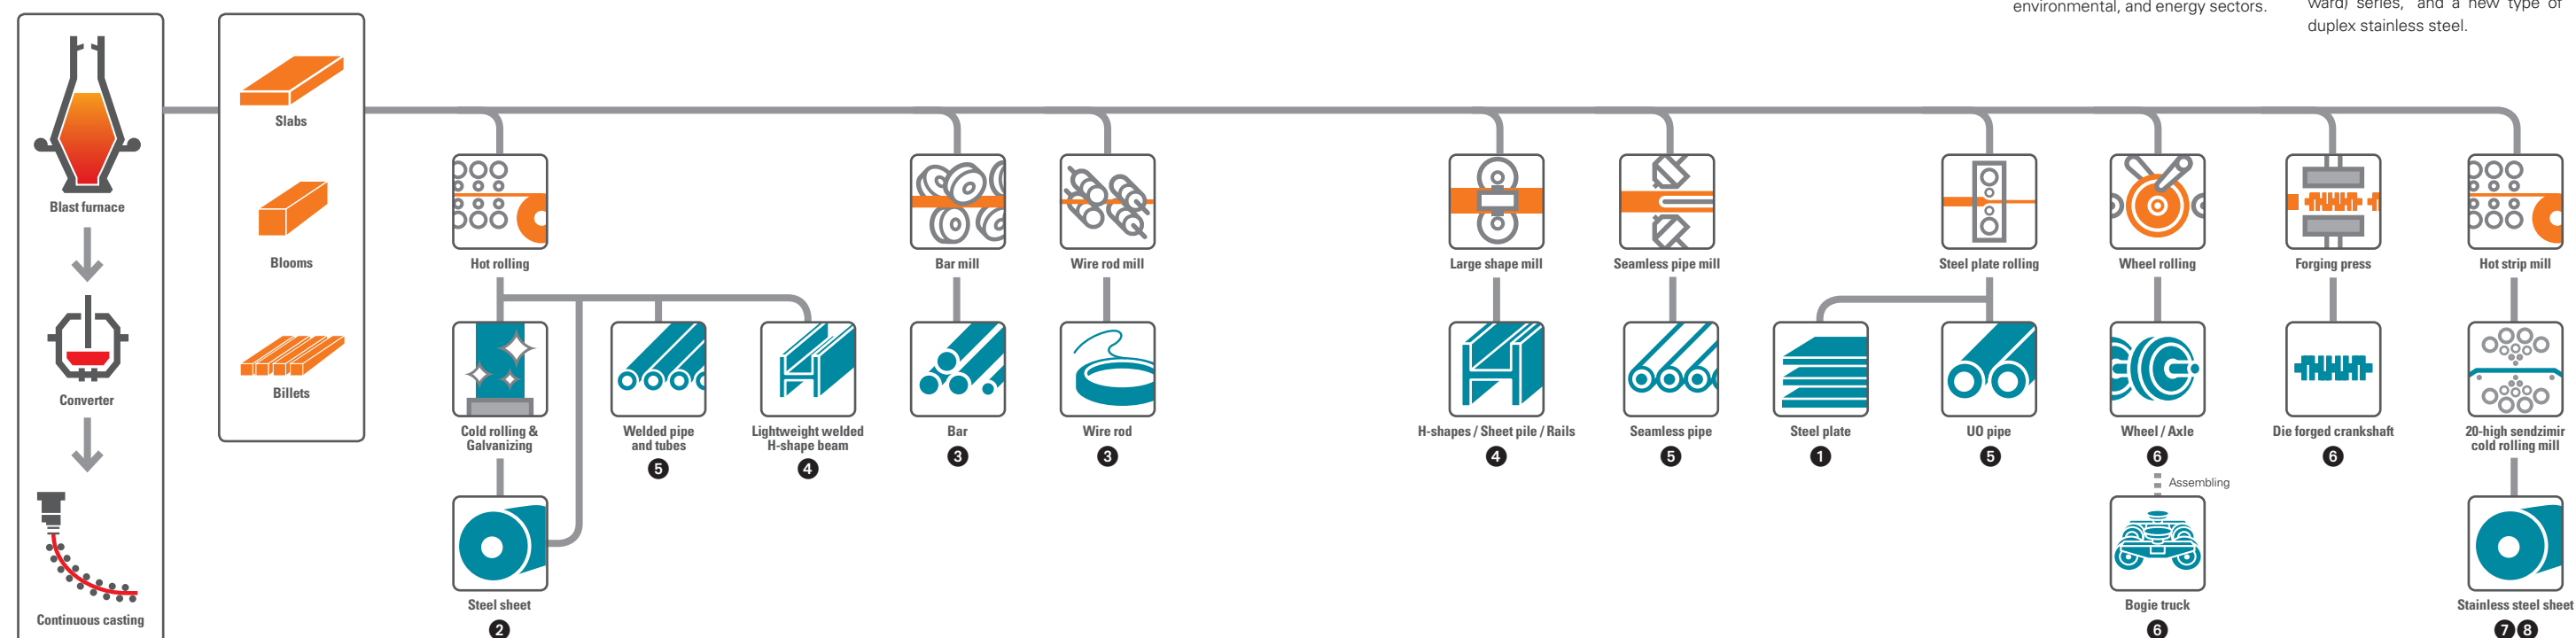 environmental, and energy sectors.
ward) series, and a new type of
duplex stainless steel.
Blast furnace
Converter
Continuous casting
Slabs
Blooms
Billets
Hot rolling
Bar mill
Wire rod mill
Large shape mill
Seamless pipe mill
Steel plate rolling
Wheel rolling
Forging press
Hot strip mill
Cold rolling &
Galvanizing
Welded pipe
and tubes
5
Lightweight welded
H-shape beam
4
Bar
3
Wire rod
3
H-shapes / Sheet pile / Rails
4
Seamless pipe
5
Steel plate
1
UO pipe
5
Wheel / Axle
6
Die forged crankshaft
6
20-high sendzimir
cold rolling mill
Assembling
Steel sheet
2
Bogie truck
6
Stainless steel sheet
7 8